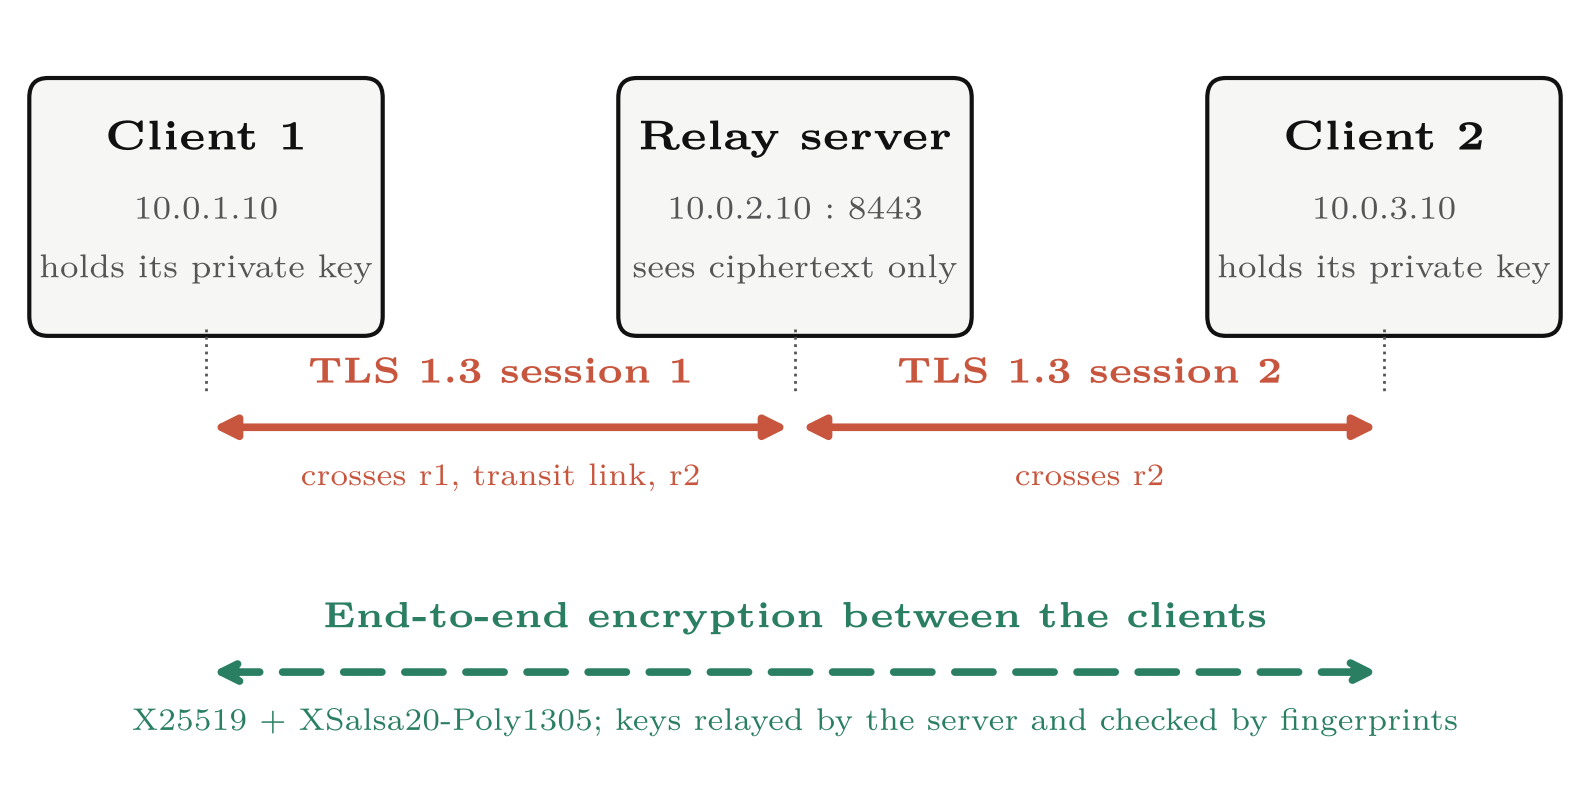 Client 1
10.0.1.10
holds its private key
Relay server
10.0.2.10 : 8443
sees ciphertext only
Client 2
10.0.3.10
holds its private key
TLS 1.3 session 1
crosses r1, transit link, r2
TLS 1.3 session 2
crosses r2
End-to-end encryption between the clients
X25519 + XSalsa20-Poly1305; keys relayed by the server and checked by fingerprints